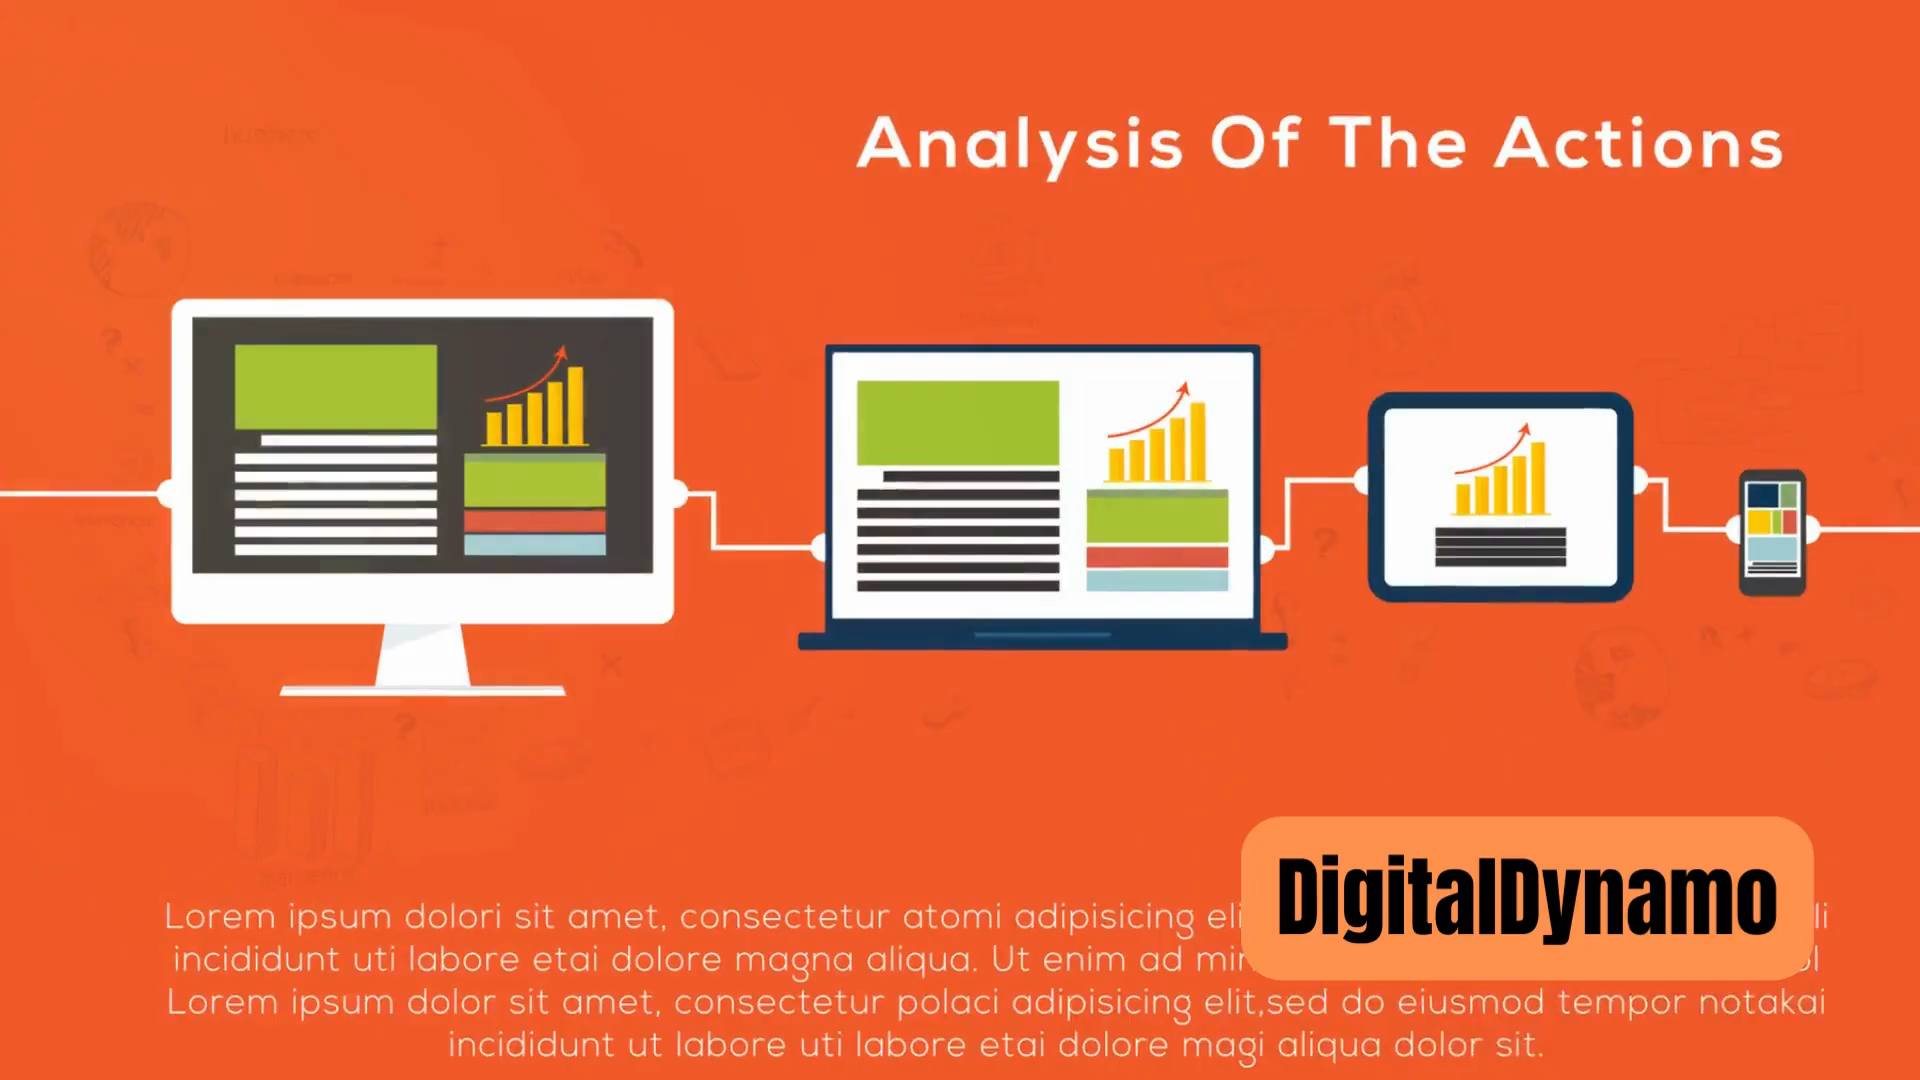 Analysis Of The Actions
DigitalDynamo
Lorem ipsum dolori sit amet, consectetur atomi adipisicing eli
incididunt uti labore etai dolore magna aliqua. Ut enim ad
Lorem ipsum dolor sit amet, consectetur polaci adipisicing elit,sed do eiusmod tempor notakai
incididunt ut labore uti labore etai dolore magi aliqua dolor sit.